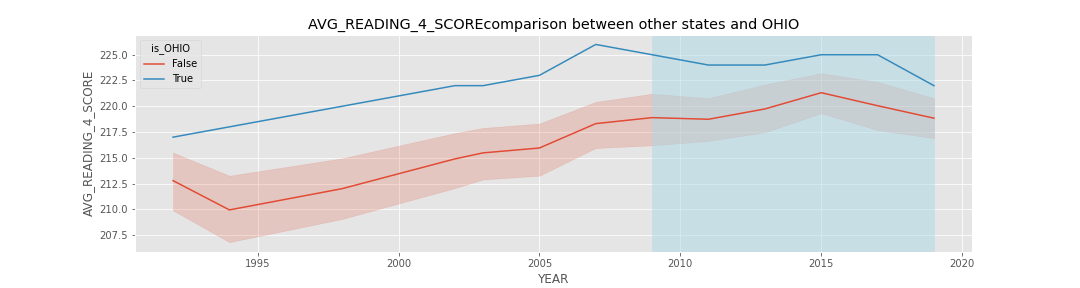 AVG_READING_4_SCOREcomparison between other states and OHIO
is_OHIO
False
True
AVG_READING_4_SCORE
225.0
222.5
220.0
217.5
215.0
212.5
210.0
207.5
1995
2000
2005
2010
2015
2020
YEAR